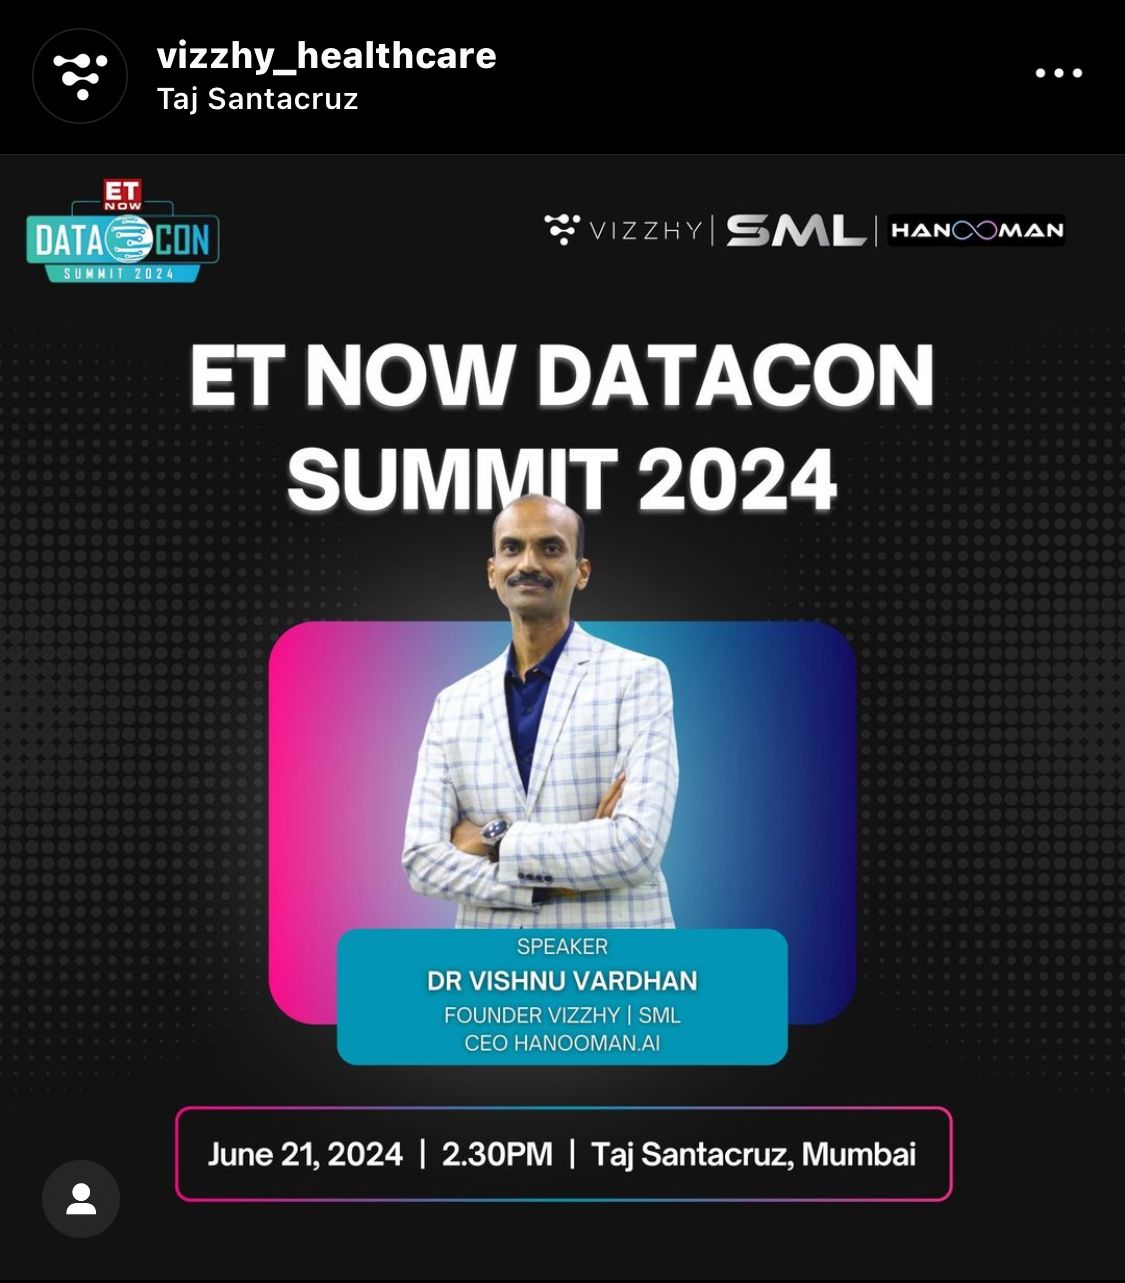 vizzhy_healthcare
Taj Santacruz
ET
NOW
DATA CON
SUMMIT 2024
VIZZHY | SML | HANOOMAN
ET NOW DATACON
SUMMIT 2024
SPEAKER
DR VISHNU VARDHAN
FOUNDER VIZZHY | SML
CEO HANOOMAN.AI
June 21, 2024 | 2.30PM | Taj Santacruz, Mumbai